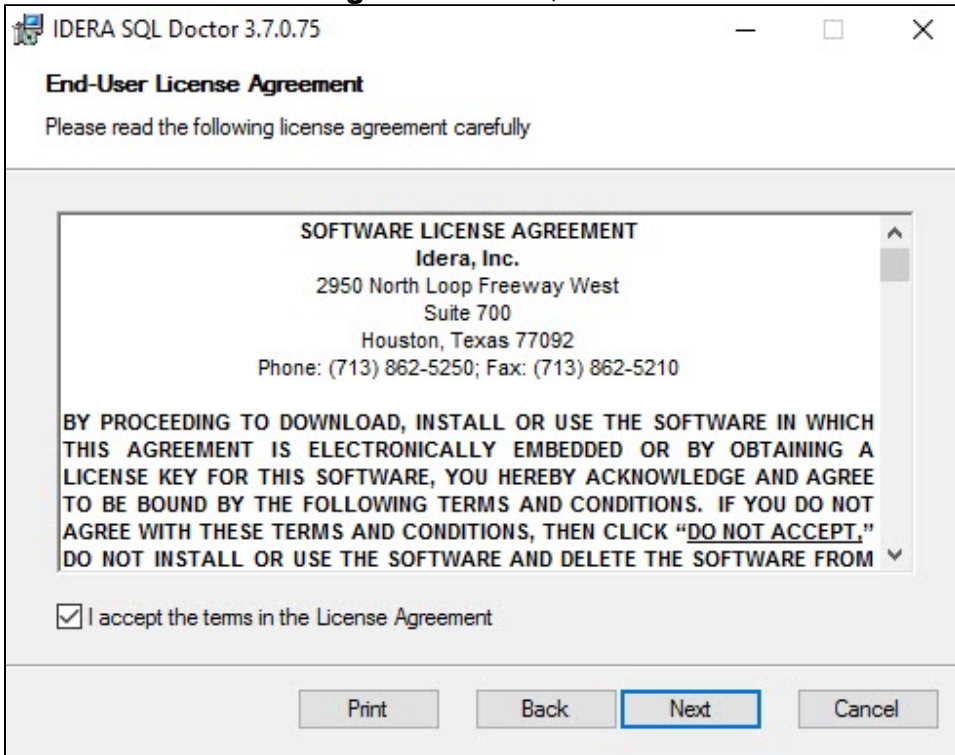 IDERA SQL Doctor 3.7.0.75
End-User License Agreement
Please read the following license agreement carefully
SOFTWARE LICENSE AGREEMENT
Idera, Inc.
2950 North Loop Freeway West
Suite 700
Houston, Texas 77092
Phone: (713) 862-5250; Fax: (713) 862-5210
BY PROCEEDING TO DOWNLOAD, INSTALL OR USE THE SOFTWARE IN WHICH
THIS AGREEMENT IS ELECTRONICALLY EMBEDDED OR BY OBTAINING A
LICENSE KEY FOR THIS SOFTWARE, YOU HEREBY ACKNOWLEDGE AND AGREE
TO BE BOUND BY THE FOLLOWING TERMS AND CONDITIONS. IF YOU DO NOT
AGREE WITH THESE TERMS AND CONDITIONS, THEN CLICK “DO NOT ACCEPT,”
DO NOT INSTALL OR USE THE SOFTWARE AND DELETE THE SOFTWARE FROM
I accept the terms in the License Agreement
Print Back Next Cancel